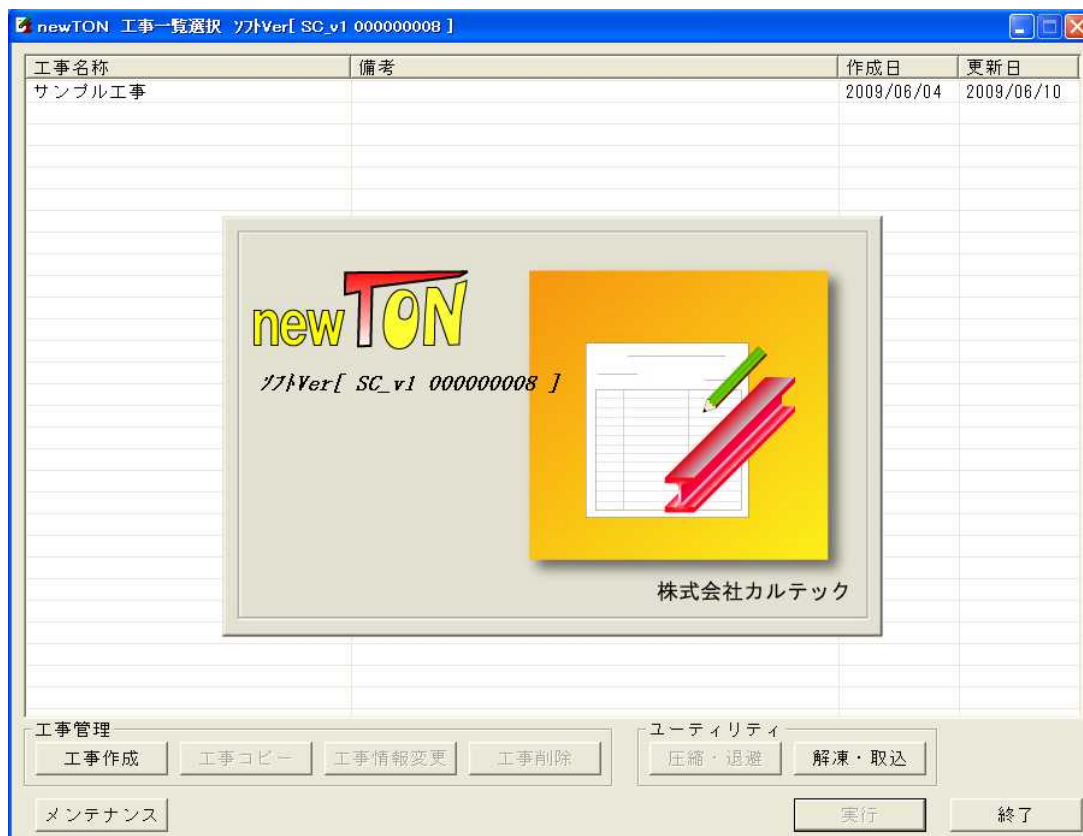 newTON 工事一覧選択 ソフトVer[ SC_v1 000000008 ]
工事名称 備考 作成日 更新日
サンプル工事 2009/06/04 2009/06/10
newTON
ソフトVer[ SC_v1 000000008 ]
株式会社カルテック
工事管理 ユーティリティ
工事作成 工事コピー 工事情報変更 工事削除 圧縮・退避 解凍・取込
メンテナンス 実行 終了